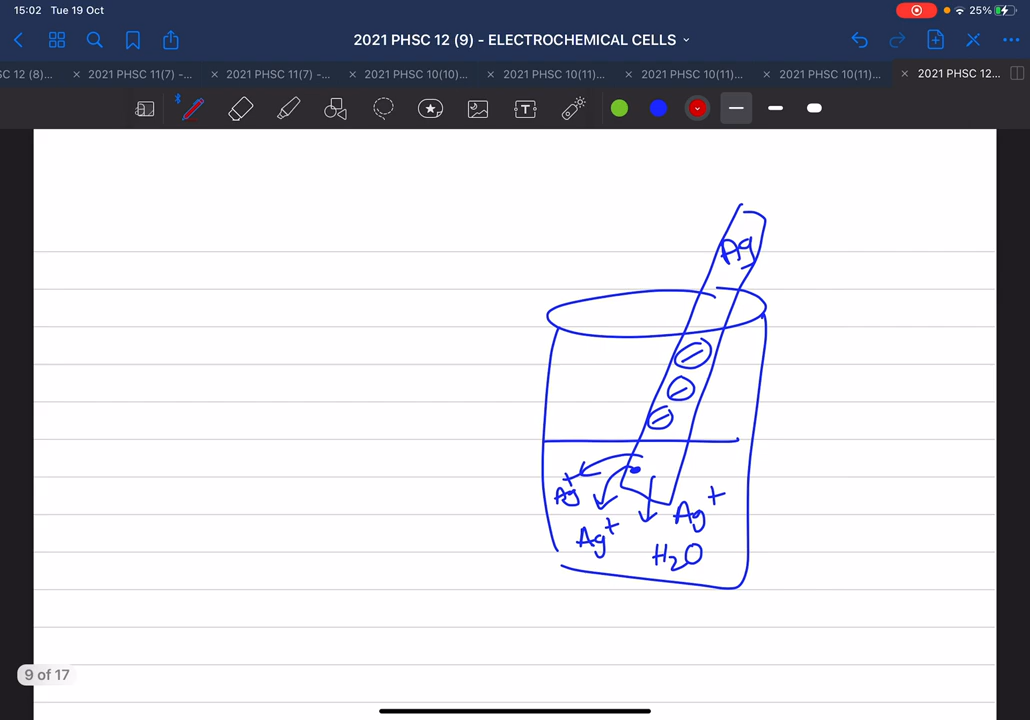 15:02 Tue 19 Oct
25%
2021 PHSC 12 (9) - ELECTROCHEMICAL CELLS
C 12 (8)...
2021 PHSC 11(7) -...
2021 PHSC 11(7) -...
2021 PHSC 10(10)...
2021 PHSC 10(11)...
2021 PHSC 10(11)...
2021 PHSC 10(11)...
2021 PHSC 12...
T
Ag
Ag+
Ag+
Ag+
H2O
9 of 17